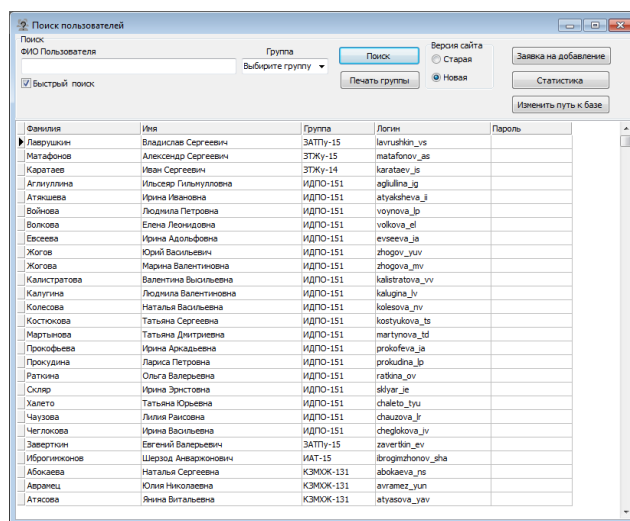 Поиск пользователей
Поиск
ФИО Пользователя
Группа
Выбирите группу
Быстрый поиск
Поиск
Печать группы
Версия сайта
Старая
Новая
Заявка на добавление
Статистика
Изменить путь к базе
Фамилия Имя Группа Логин Пароль
Лаврушкин Владислав Сергеевич ЗАТПу-15 lavrushkin_vs
Матафонов Александр Сергеевич ЗТЖу-15 matafonov_as
Каратаев Иван Сергеевич ЗТЖу-14 karataev_is
Аглиуллина Ильсеяр Гильмулловна ИДПО-151 agliullina_ig
Атякшева Ирина Ивановна ИДПО-151 atyaksheva_ii
Войнова Людмила Петровна ИДПО-151 voynova_lp
Волкова Елена Леонидовна ИДПО-151 volkova_el
Евсеева Ирина Адольфовна ИДПО-151 evseeva_ia
Жогов Юрий Васильевич ИДПО-151 zhogov_yuv
Жогова Марина Валентиновна ИДПО-151 zhogova_mv
Калистратова Валентина Высильевна ИДПО-151 kalistratova_vv
Калугина Людмила Валентиновна ИДПО-151 kalugina_lv
Колесова Наталья Васильевна ИДПО-151 kolesova_nv
Костюкова Татьяна Сергеевна ИДПО-151 kostyukova_ts
Мартынова Татьяна Дмитриевна ИДПО-151 martynova_td
Прокофьева Ирина Аркадьевна ИДПО-151 prokofeva_ia
Прокудина Лариса Петровна ИДПО-151 prokudina_lp
Раткина Ольга Валерьевна ИДПО-151 ratkina_ov
Скляр Ирина Эрнстовна ИДПО-151 sklyar_ie
Халето Татьяна Юрьевна ИДПО-151 chaleto_tyu
Чаузова Лилия Раисовна ИДПО-151 chauzova_lr
Чеглокова Ирина Васильевна ИДПО-151 cheglokova_iv
Заверткин Евгений Валерьевич ЗАТПу-15 zavertkin_ev
Иброгинжонов Шерзод Анваржонович ИАТ-15 ibrogimzhonov_sha
Абокаева Наталья Сергеевна КЗМХЖ-131 abokaeva_ns
Аврамец Юлия Николаевна КЗМХЖ-131 avramez_yun
Атясова Янина Витальевна КЗМХЖ-131 atyasova_yav